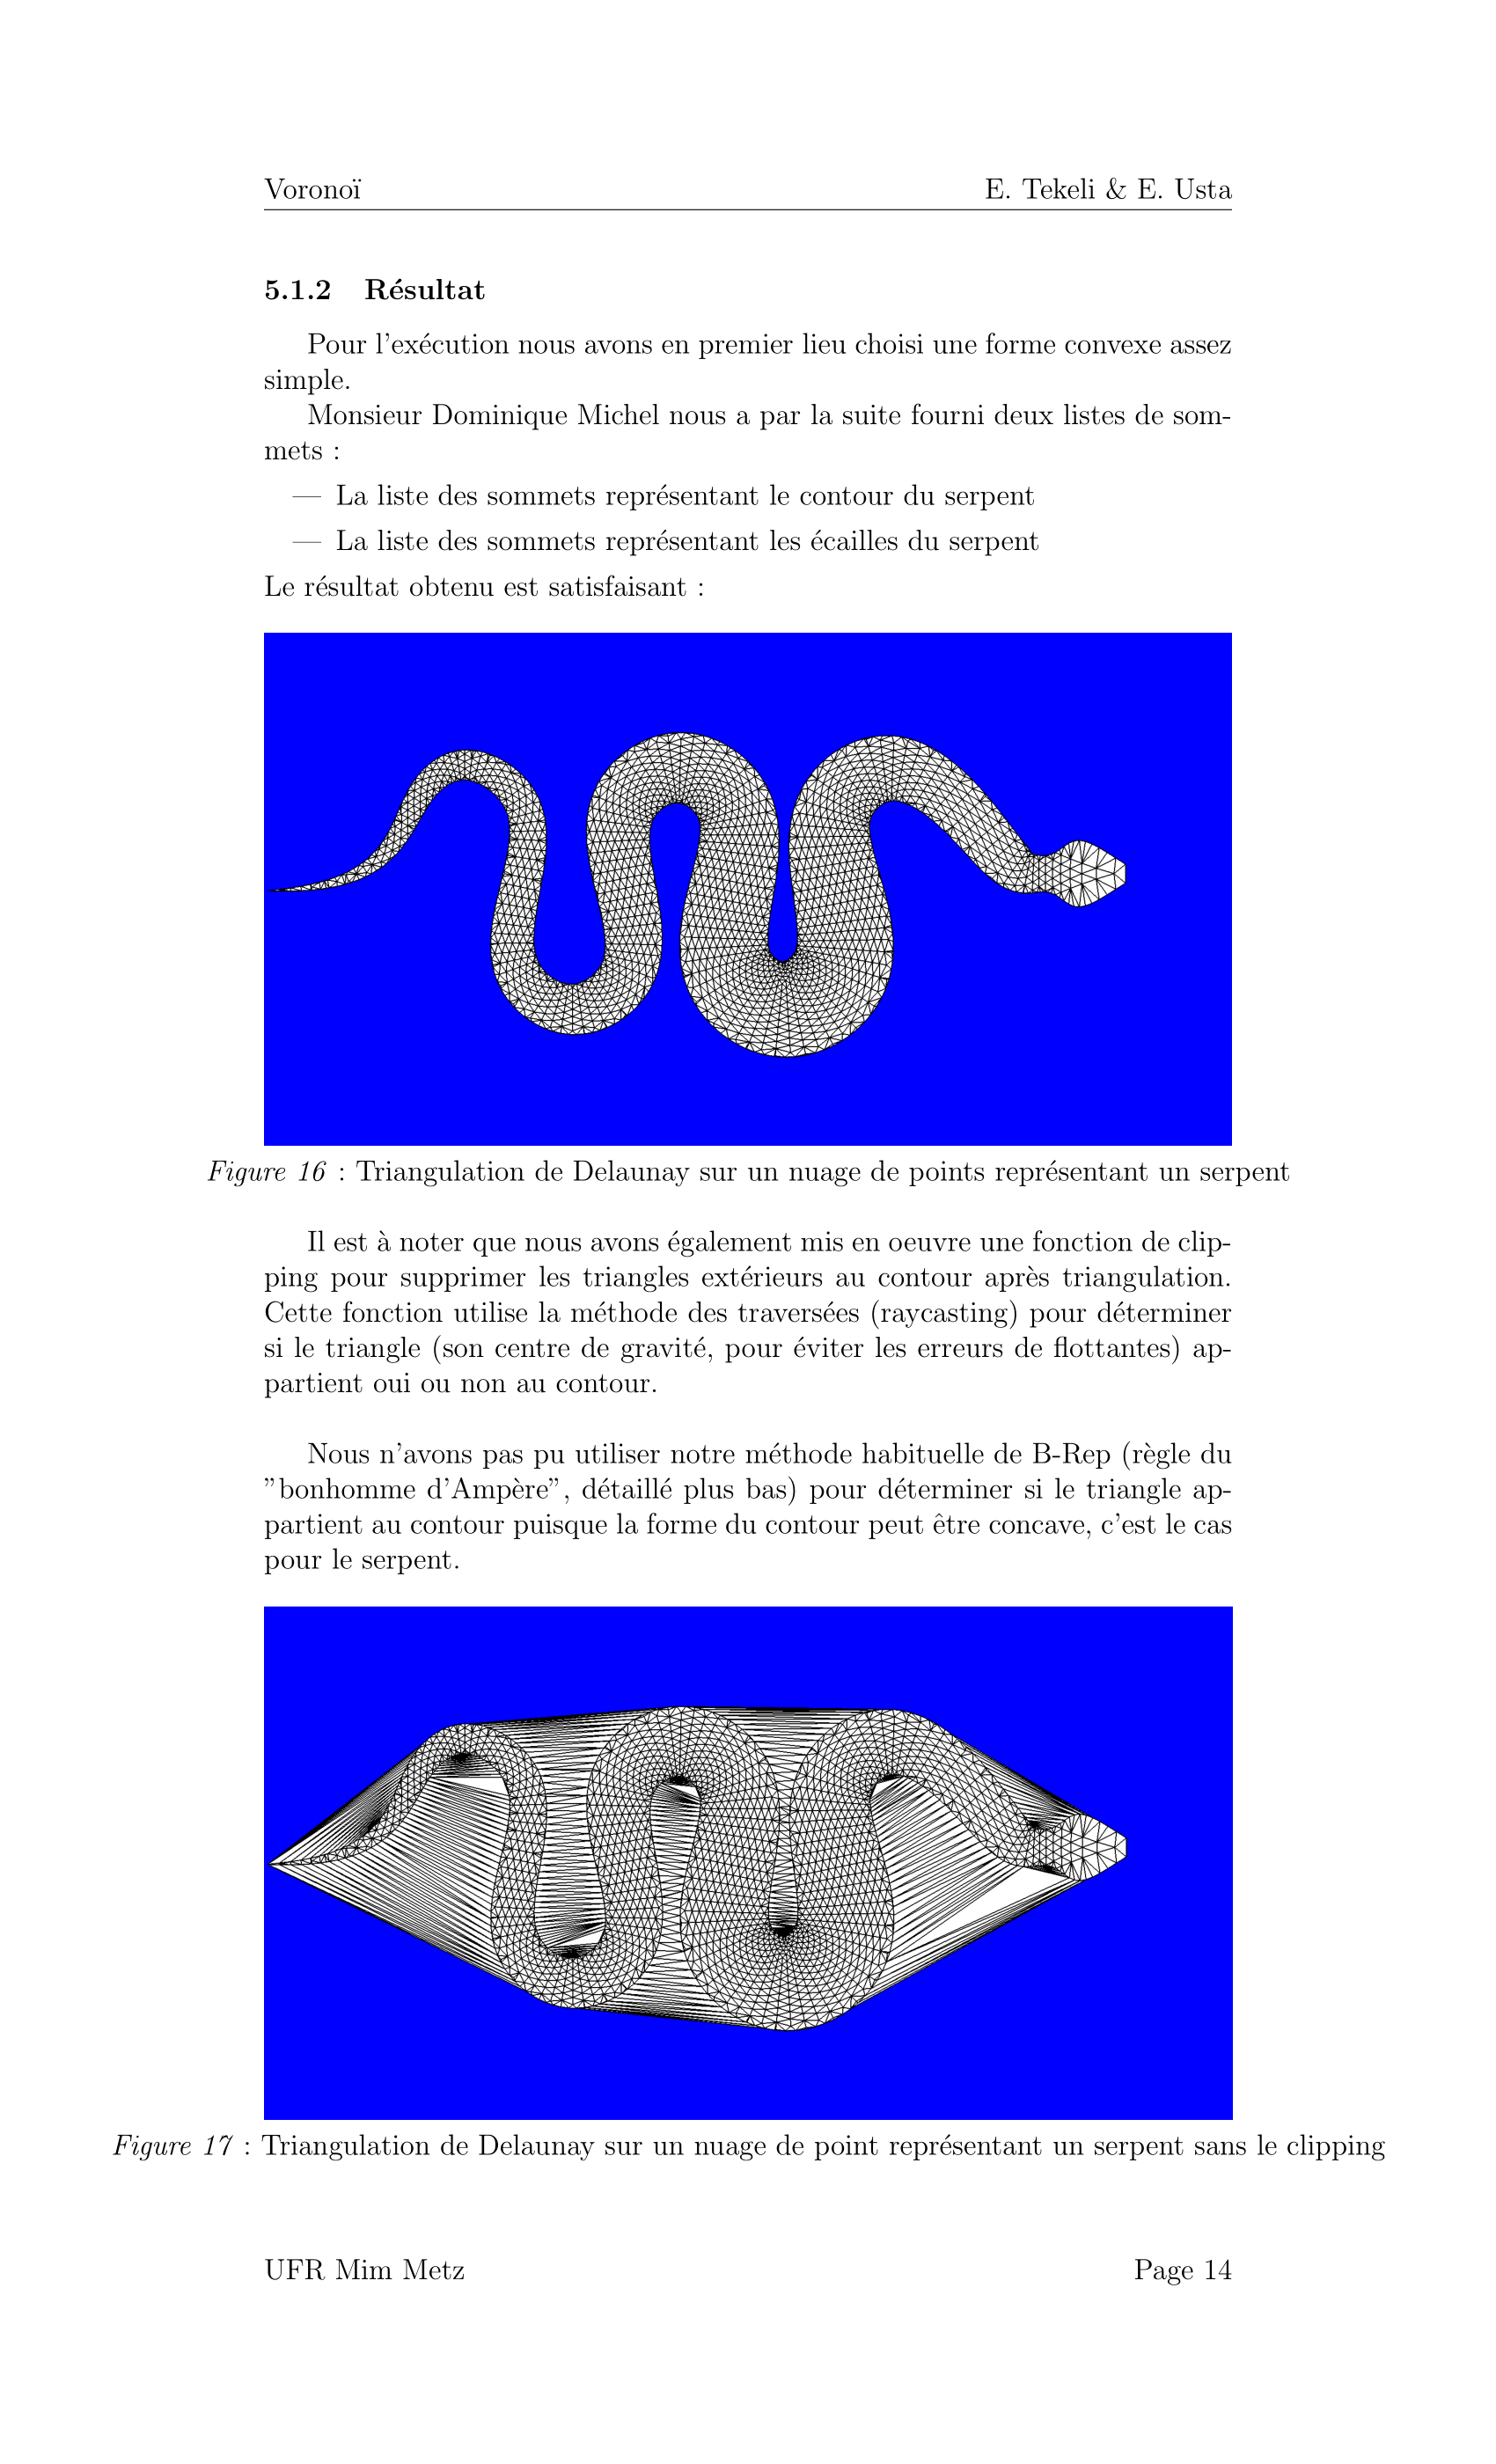 Voronoï E. Tekeli & E. Usta
5.1.2 Résultat
Pour l'exécution nous avons en premier lieu choisi une forme convexe assez
simple.
Monsieur Dominique Michel nous a par la suite fourni deux listes de som-
mets :
— La liste des sommets représentant le contour du serpent
— La liste des sommets représentant les écailles du serpent
Le résultat obtenu est satisfaisant :
Figure 16 : Triangulation de Delaunay sur un nuage de points représentant un serpent
Il est à noter que nous avons également mis en oeuvre une fonction de clip-
ping pour supprimer les triangles extérieurs au contour après triangulation.
Cette fonction utilise la méthode des traversées (raycasting) pour déterminer
si le triangle (son centre de gravité, pour éviter les erreurs de flottantes) ap-
partient oui ou non au contour.
Nous n'avons pas pu utiliser notre méthode habituelle de B-Rep (règle du
"bonhomme d'Ampère", détaillé plus bas) pour déterminer si le triangle ap-
partient au contour puisque la forme du contour peut être concave, c'est le cas
pour le serpent.
Figure 17 : Triangulation de Delaunay sur un nuage de point représentant un serpent sans le clipping
UFR Mim Metz Page 14